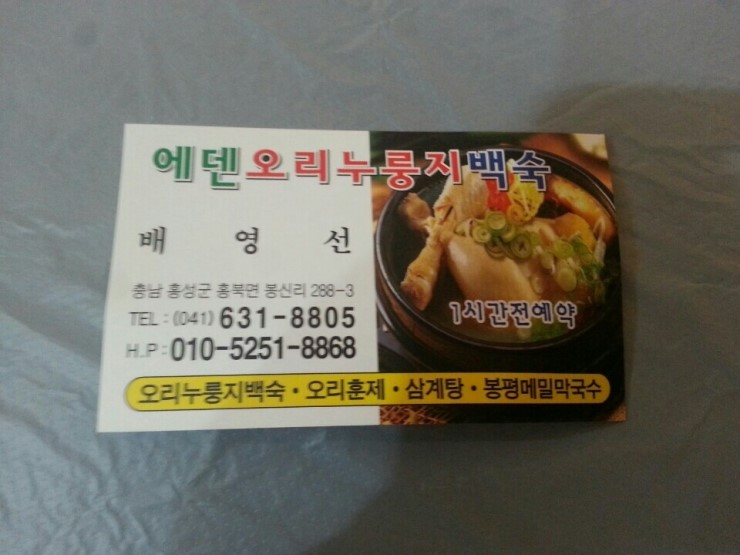 에덴오리누룽지백숙
배 영 선
충남 홍성군 홍북면 봉신리 288-3
TEL : (041) 631-8805
H.P : 010-5251-8868
1시간전예약
오리누룽지백숙 · 오리훈제 · 삼계탕 · 봉평메밀막국수